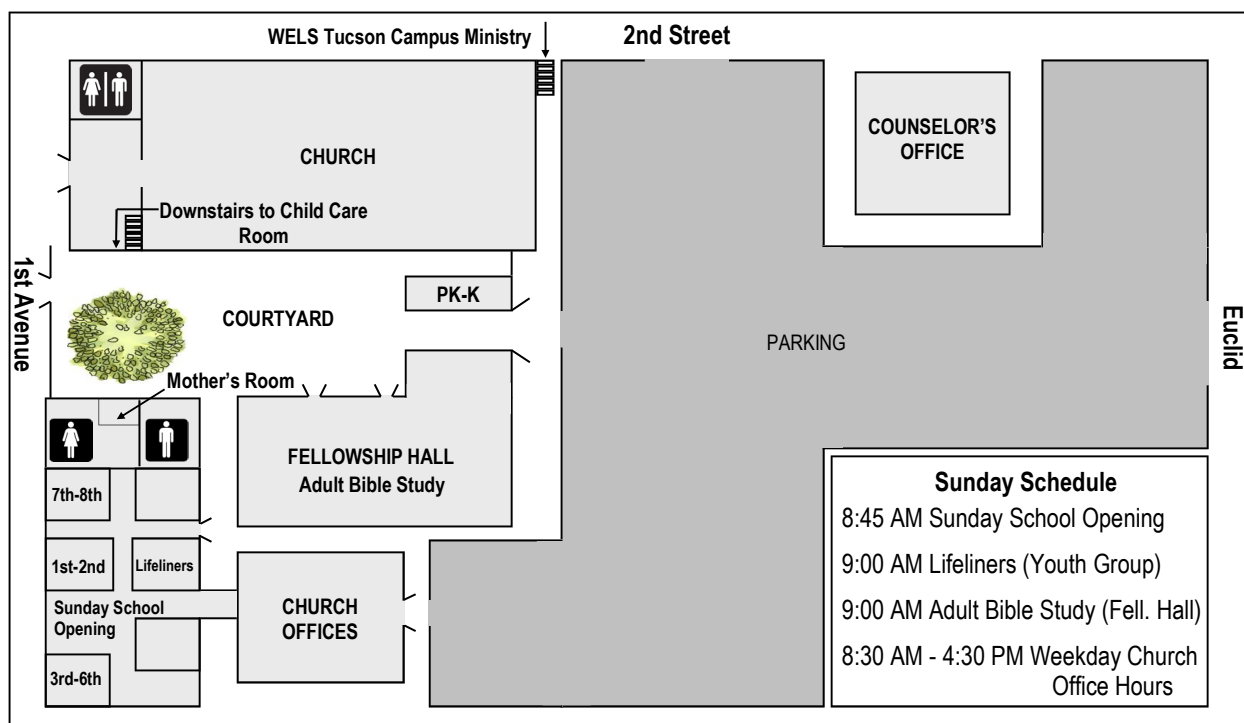 WELS Tucson Campus Ministry
2nd Street
CHURCH
COUNSELOR'S
OFFICE
Downstairs to Child Care
Room
1st Avenue
PK-K
COURTYARD
PARKING
Euclid
Mother's Room
FELLOWSHIP HALL
Adult Bible Study
7th-8th
1st-2nd
Lifeliners
Sunday School
Opening
CHURCH
OFFICES
3rd-6th
Sunday Schedule
8:45 AM Sunday School Opening
9:00 AM Lifeliners (Youth Group)
9:00 AM Adult Bible Study (Fell. Hall)
8:30 AM - 4:30 PM Weekday Church
Office Hours